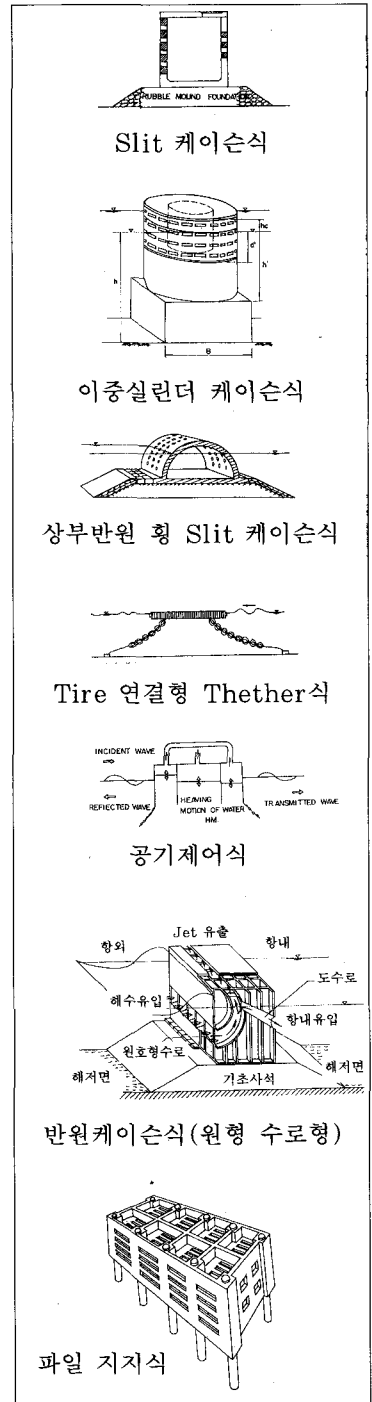 RUBBLE MOUND FOUNDATION
Slit 케이슨식
hc
d'
h
h'
B
이중실린더 케이슨식
상부반원 횡 Slit 케이슨식
Tire 연결형 Thether식
INCIDENT WAVE
REFLECTED WAVE
HEAVING
MOTION OF WATER
HM.
TRANSMITTED WAVE
공기제어식
Jet 유출
항외
항내
도수로
해수유입
항내유입
원호형수로
해저면
해저면
기초사석
반원케이슨식(원형 수로형)
파일 지지식